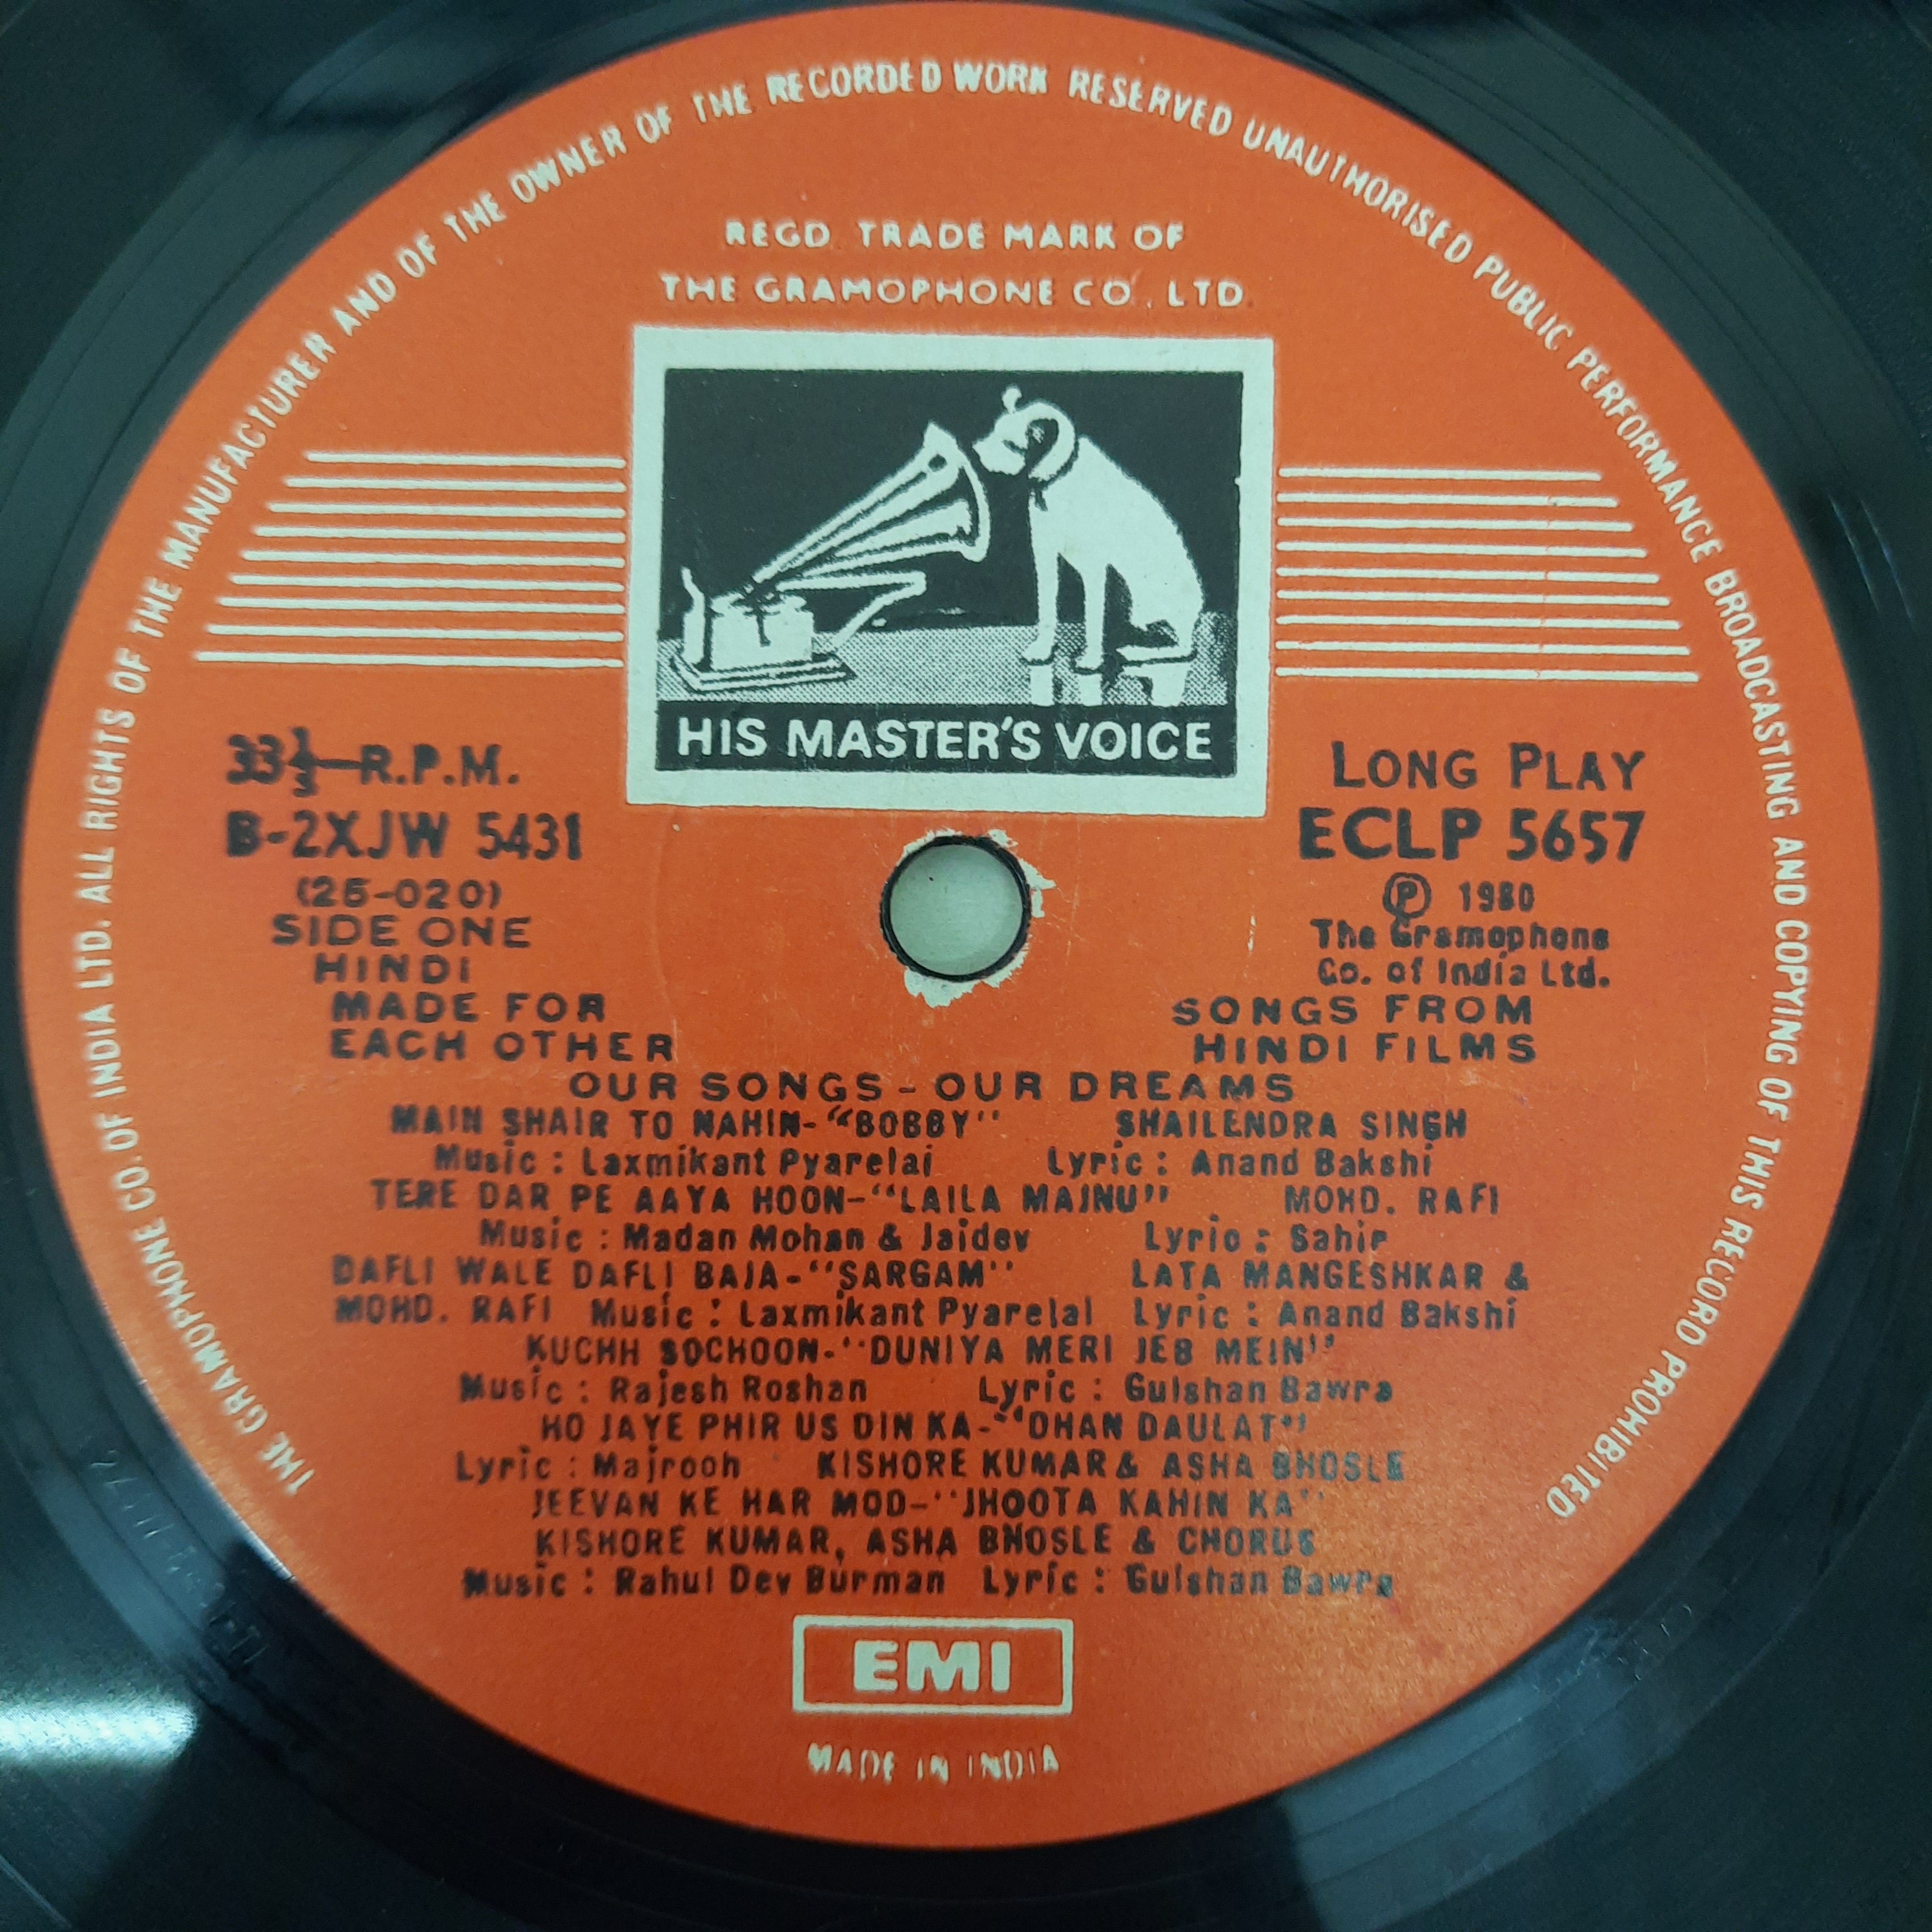 THE GRAMOPHONE CO. OF INDIA LTD. ALL RIGHTS OF THE MANUFACTURER AND OF THE OWNER OF THE RECORDED WORK RESERVED UNAUTHORISED PUBLIC PERFORMANCE BROADCASTING AND COPYING OF THIS RECORD PROHIBITED
REGD. TRADE MARK OF
THE GRAMOPHONE CO. LTD.
HIS MASTER'S VOICE
33⅓ R.P.M.
B-2XJW 5431
(25-020)
SIDE ONE
HINDI
MADE FOR
EACH OTHER
LONG PLAY
ECLP 5657
Ⓟ 1980
The Gramophone
Co. of India Ltd.
SONGS FROM
HINDI FILMS
OUR SONGS - OUR DREAMS
MAIN SHAIR TO NAHIN-"BOBBY" SHAILENDRA SINGH
Music : Laxmikant Pyarelal Lyric : Anand Bakshi
TERE DAR PE AAYA HOON-"LAILA MAJNU" MOHD. RAFI
Music : Madan Mohan & Jaidev Lyric : Sahir
DAFLI WALE DAFLI BAJA-"SARGAM" LATA MANGESHKAR &
MOHD. RAFI Music : Laxmikant Pyarelal Lyric : Anand Bakshi
KUCHH SOCHOON-"DUNIYA MERI JEB MEIN"
Music : Rajesh Roshan Lyric : Gulshan Bawra
HO JAYE PHIR US DIN KA-"DHAN DAULAT"
Lyric : Majrooh KISHORE KUMAR & ASHA BHOSLE
JEEVAN KE HAR MOD-"JHOOTA KAHIN KA"
KISHORE KUMAR, ASHA BHOSLE & CHORUS
Music : Rahul Dev Burman Lyric : Gulshan Bawra
EMI
MADE IN INDIA